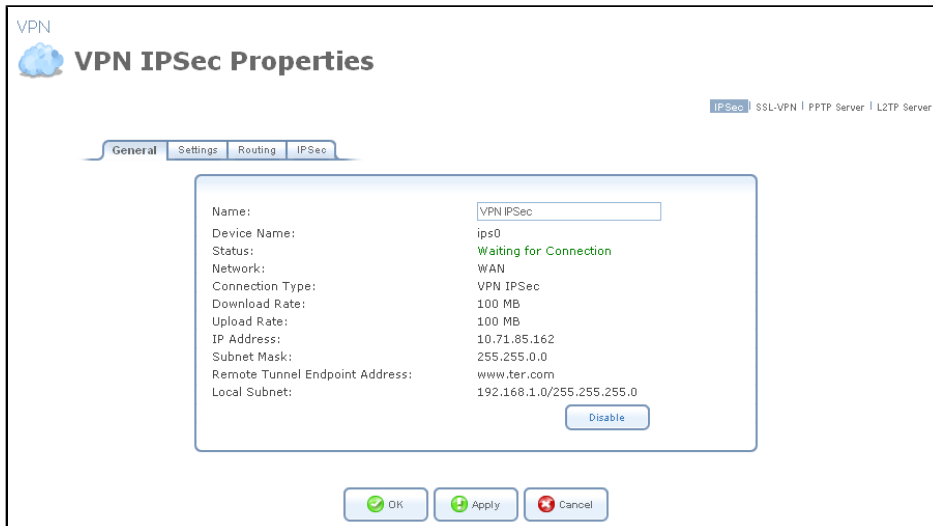 VPN
VPN IPSec Properties
IPSec | SSL-VPN | PPTP Server | L2TP Server
General Settings Routing IPSec
Name: VPN IPSec
Device Name: ips0
Status: Waiting for Connection
Network: WAN
Connection Type: VPN IPSec
Download Rate: 100 MB
Upload Rate: 100 MB
IP Address: 10.71.85.162
Subnet Mask: 255.255.0.0
Remote Tunnel Endpoint Address: www.ter.com
Local Subnet: 192.168.1.0/255.255.255.0
Disable
OK Apply Cancel